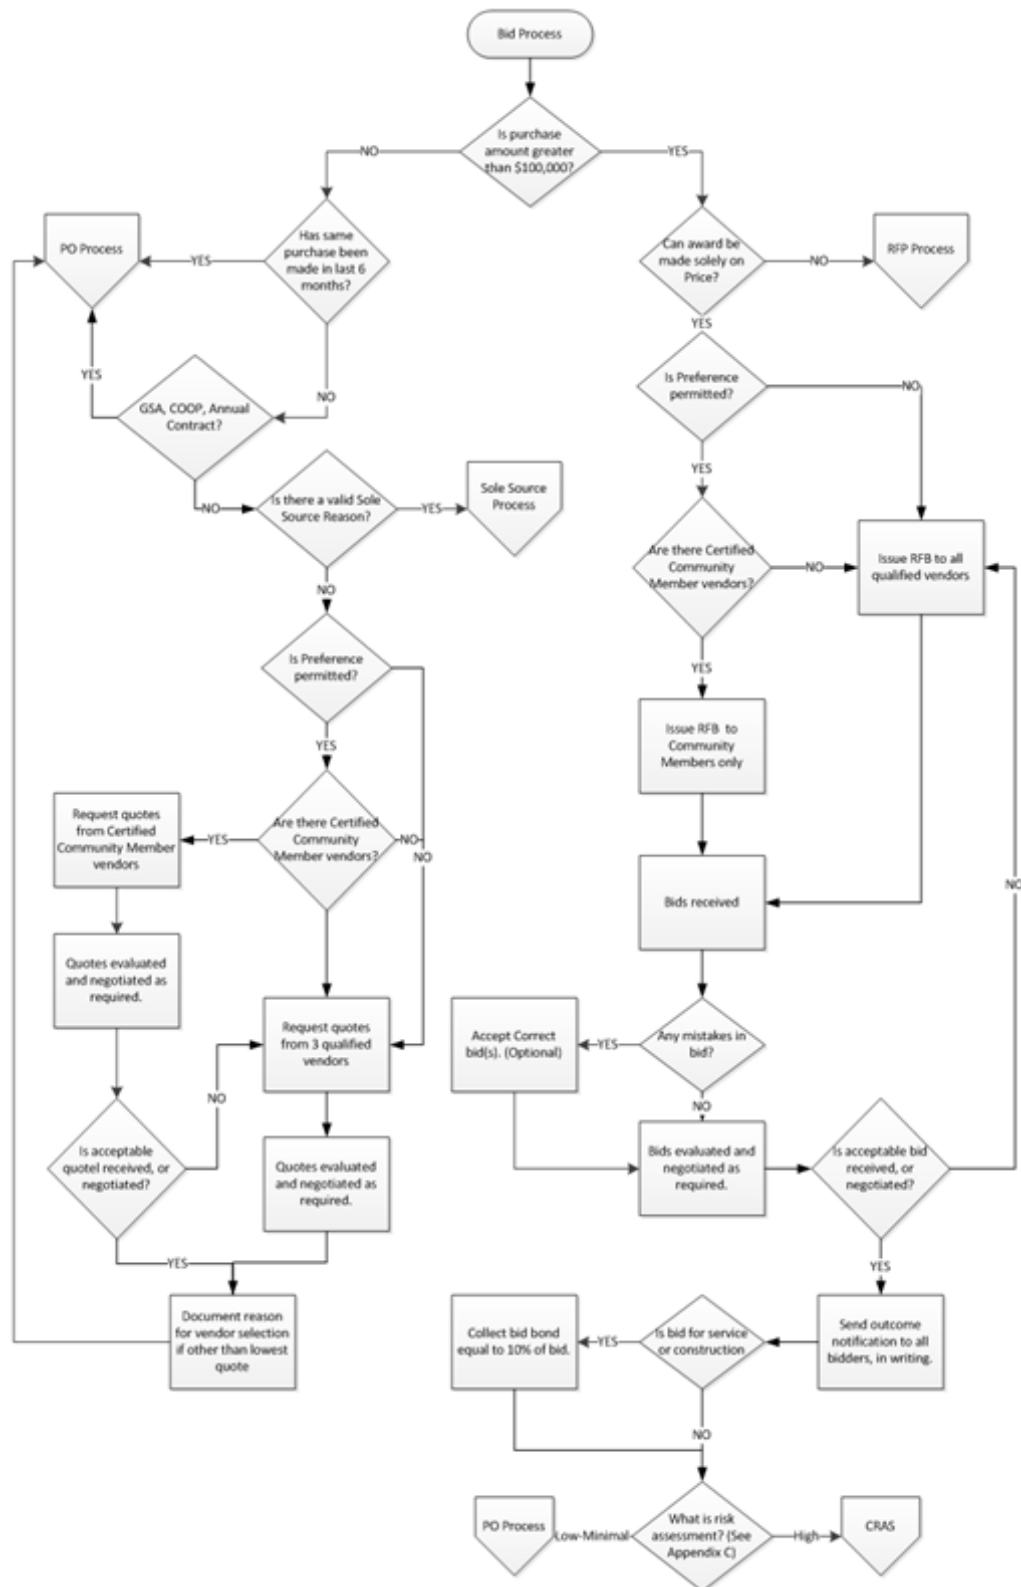 Bid Process
Is purchase
amount greater
than $100,000?
NO
YES
PO Process
Has same
purchase been
made in last 6
months?
YES
Can award be
made solely on
Price?
NO
RFP Process
YES
YES
NO
GSA, COOP, Annual
Contract?
Is Preference
permitted?
NO
YES
NO
Is there a valid Sole
Source Reason?
YES
Sole Source
Process
Are there Certified
Community
Member vendors?
NO
Issue RFB to all
qualified vendors
NO
Is Preference
permitted?
YES
YES
Issue RFB to
Community
Members only
Request quotes
from Certified
Community Member
vendors
YES
Are there Certified
Community
Member vendors?
NO
NO
NO
Bids received
Quotes evaluated
and negotiated as
required.
Request quotes
from 3 qualified
vendors
Accept Correct
bid(s). (Optional)
YES
Any mistakes in
bid?
NO
NO
Is acceptable
quotel received, or
negotiated?
Quotes evaluated
and negotiated as
required.
Bids evaluated and
negotiated as
required.
Is acceptable bid
received, or
negotiated?
YES
YES
Document reason
for vendor selection
if other than lowest
quote
Collect bid bond
equal to 10% of bid.
YES
Is bid for service
or construction
Send outcome
notification to all
bidders, in writing.
NO
PO Process
Low-Minimal
What is risk
assessment? (See
Appendix C)
High
CRAS